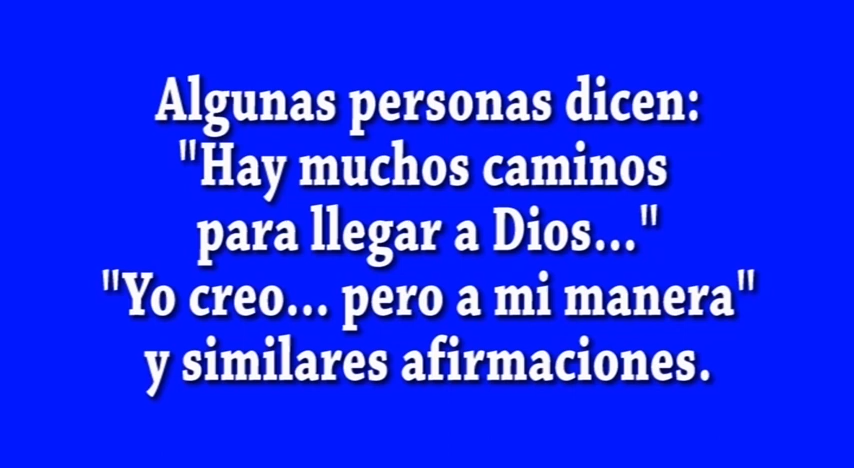 Algunas personas dicen:
"Hay muchos caminos
para llegar a Dios..."
"Yo creo... pero a mi manera"
y similares afirmaciones.